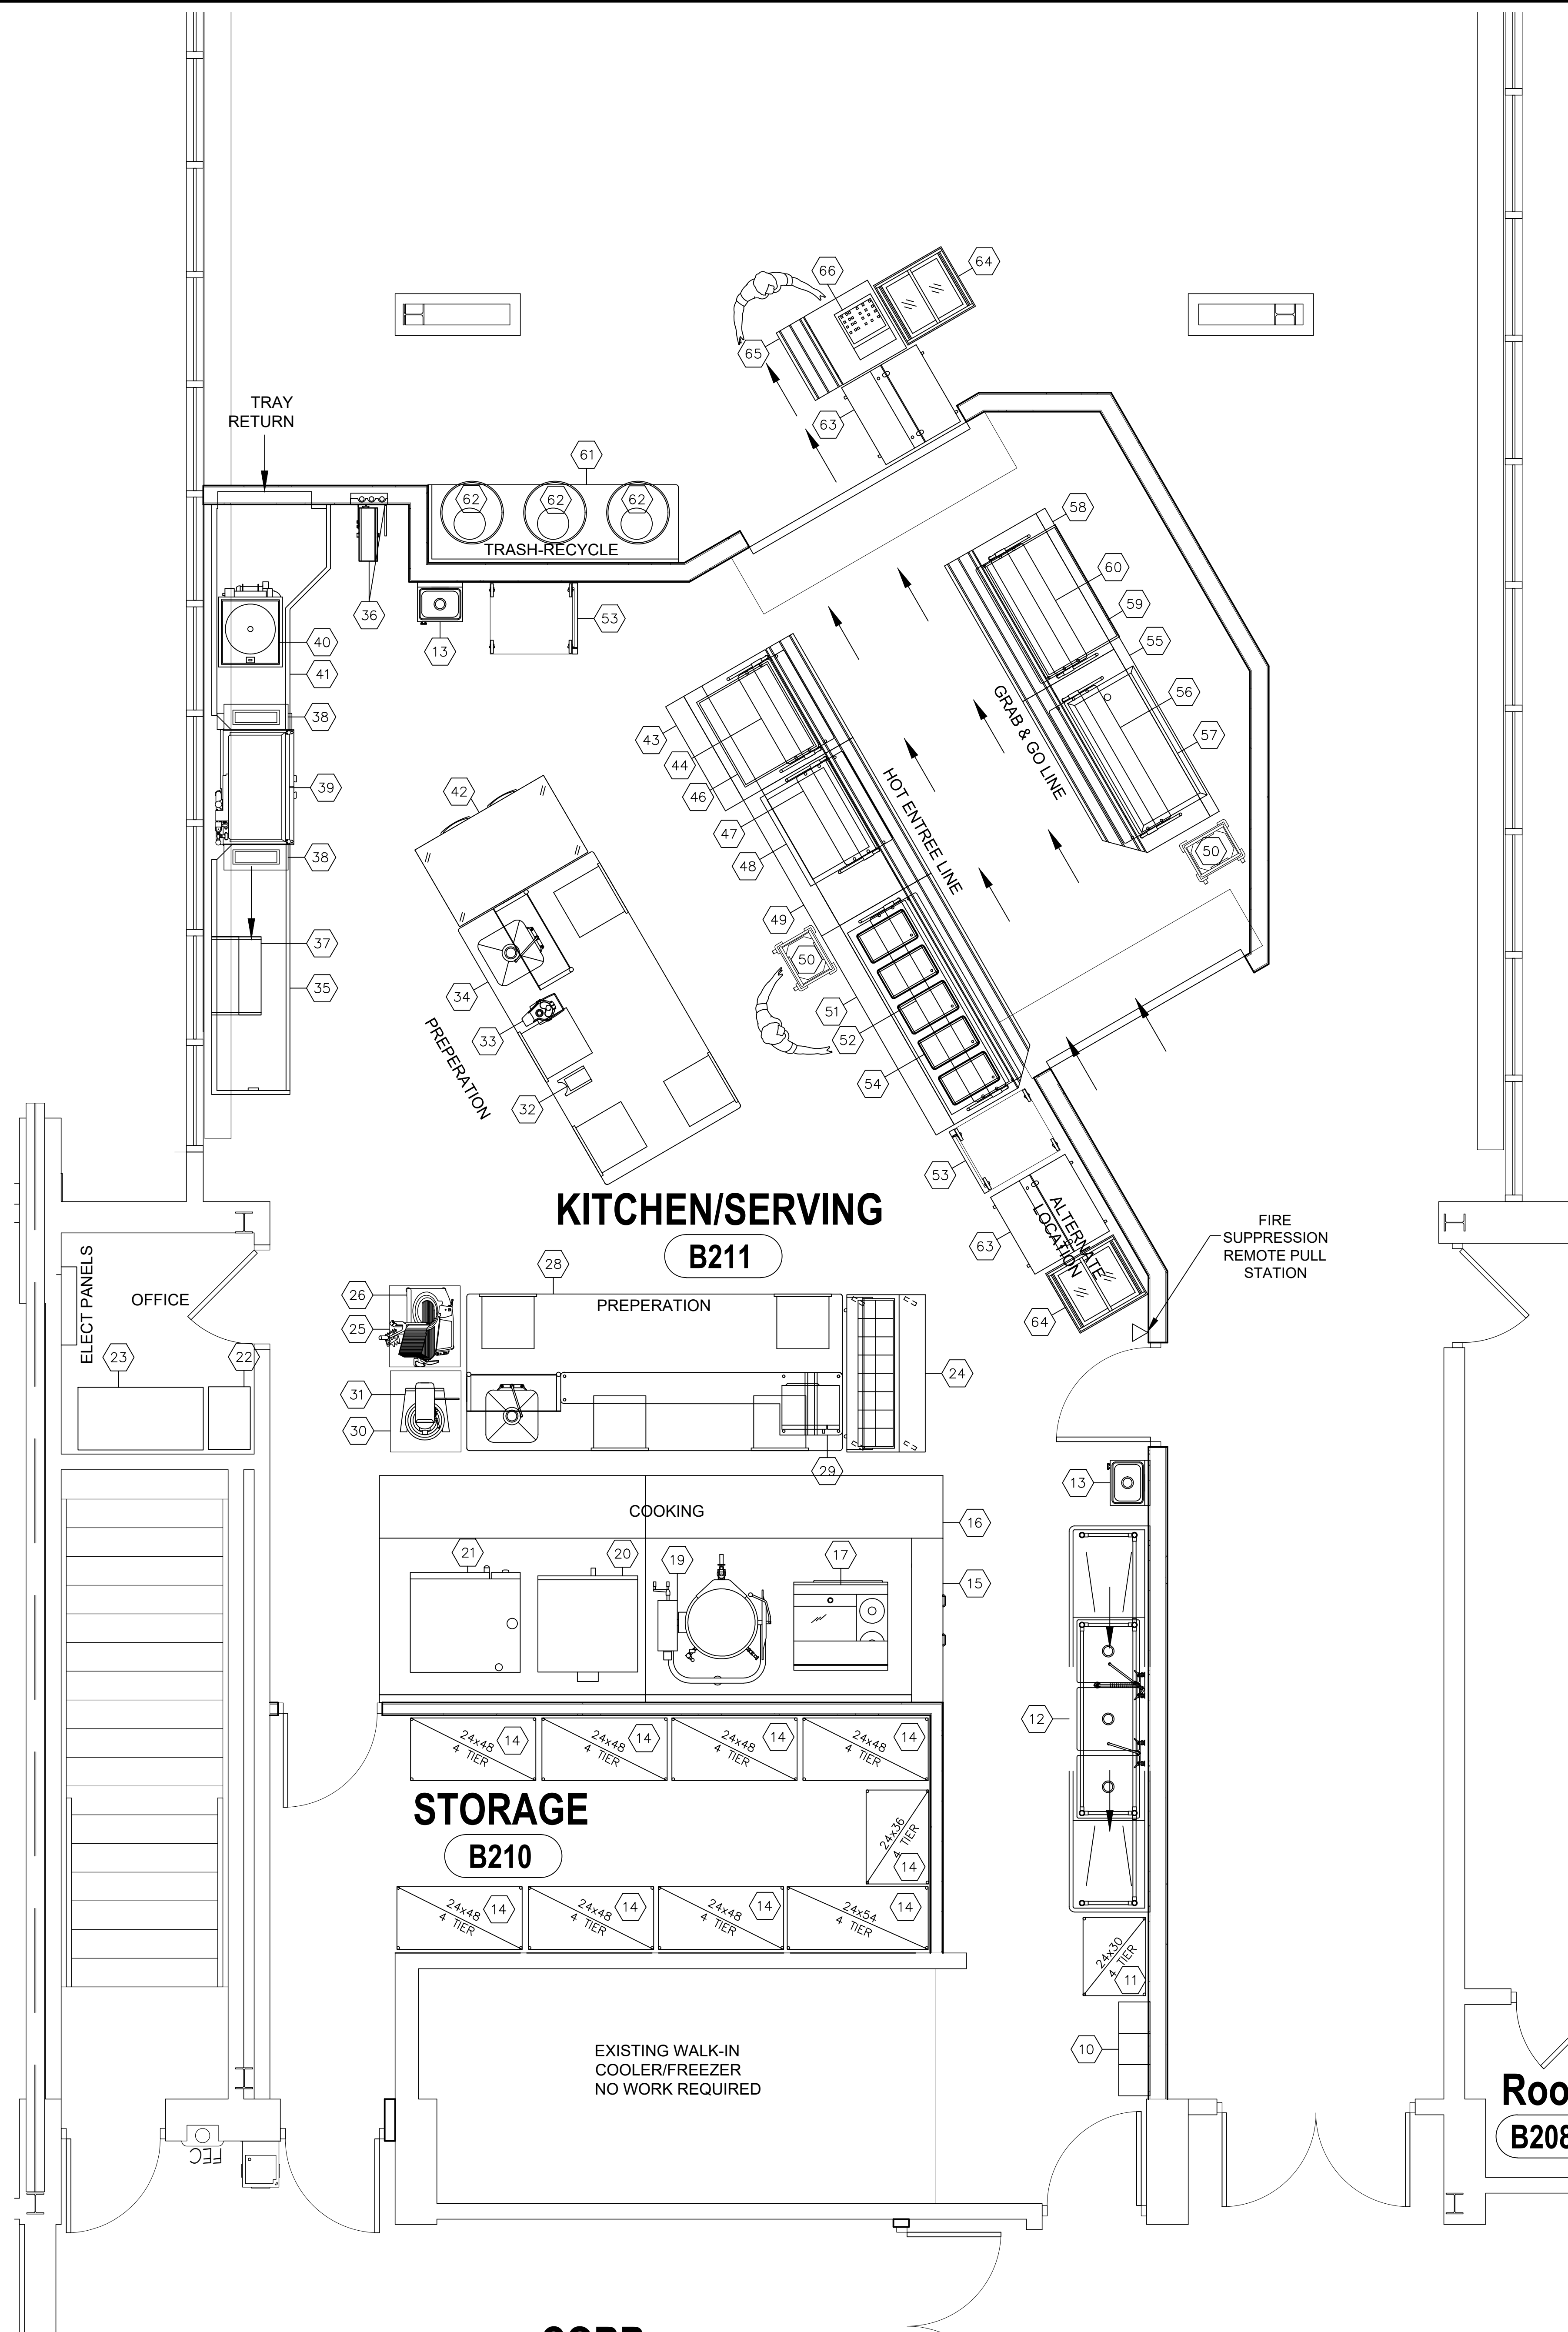 66
64
65
63
TRAY
RETURN
61
62
62
62
TRASH-RECYCLE
58
60
36
53
59
13
40
55
41
56
38
43
57
44
GRAB & GO LINE
39
46
HOT ENTREE LINE
42
47
38
48
50
49
37
50
34
35
51
33
52
PREPERATION
54
32
53
KITCHEN/SERVING
B211
63
ALTERNATE
LOCATION
FIRE
SUPPRESSION
REMOTE PULL
STATION
ELECT PANELS
OFFICE
28
26
PREPERATION
25
64
23
22
24
31
30
29
13
COOKING
16
21
20
19
17
15
12
24x48
4 TIER
14
24x48
4 TIER
14
24x48
4 TIER
14
24x48
4 TIER
14
STORAGE
B210
24x36
4 TIER
14
24x48
4 TIER
14
24x48
4 TIER
14
24x48
4 TIER
14
24x54
4 TIER
14
24x30
4 TIER
11
10
EXISTING WALK-IN
COOLER/FREEZER
NO WORK REQUIRED
Roo
B208
FEC